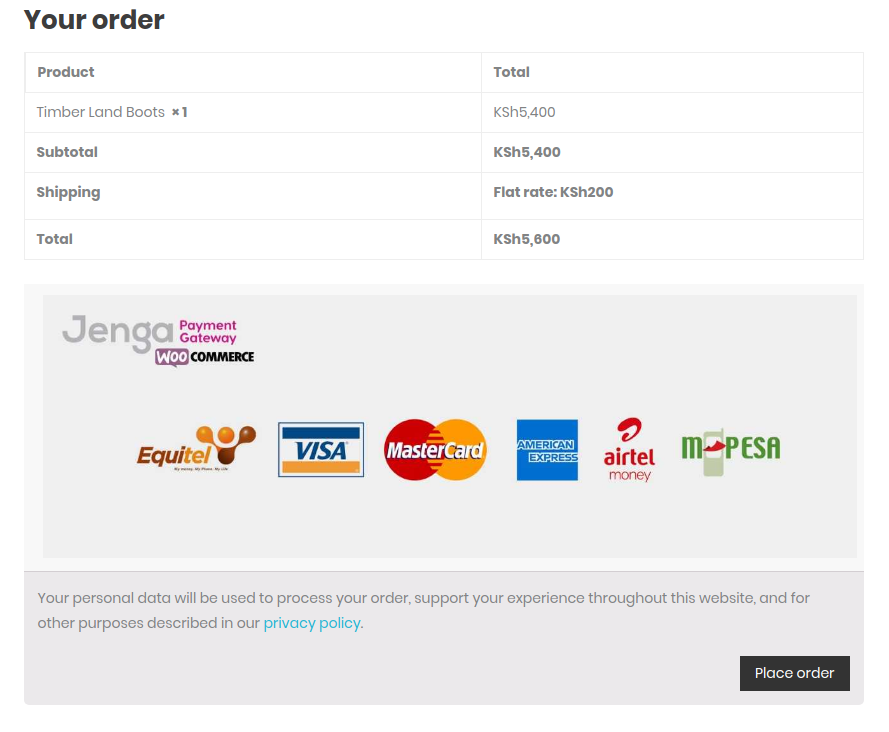 Your order
Product Total
Timber Land Boots × 1 KSh5,400
Subtotal KSh5,400
Shipping Flat rate: KSh200
Total KSh5,600
Jenga Payment
Gateway
WOO COMMERCE
Equitel
My money. My Phone. My Life
VISA
MasterCard
AMERICAN
EXPRESS
airtel
money
M-PESA
Your personal data will be used to process your order, support your experience throughout this website, and for
other purposes described in our privacy policy.
Place order